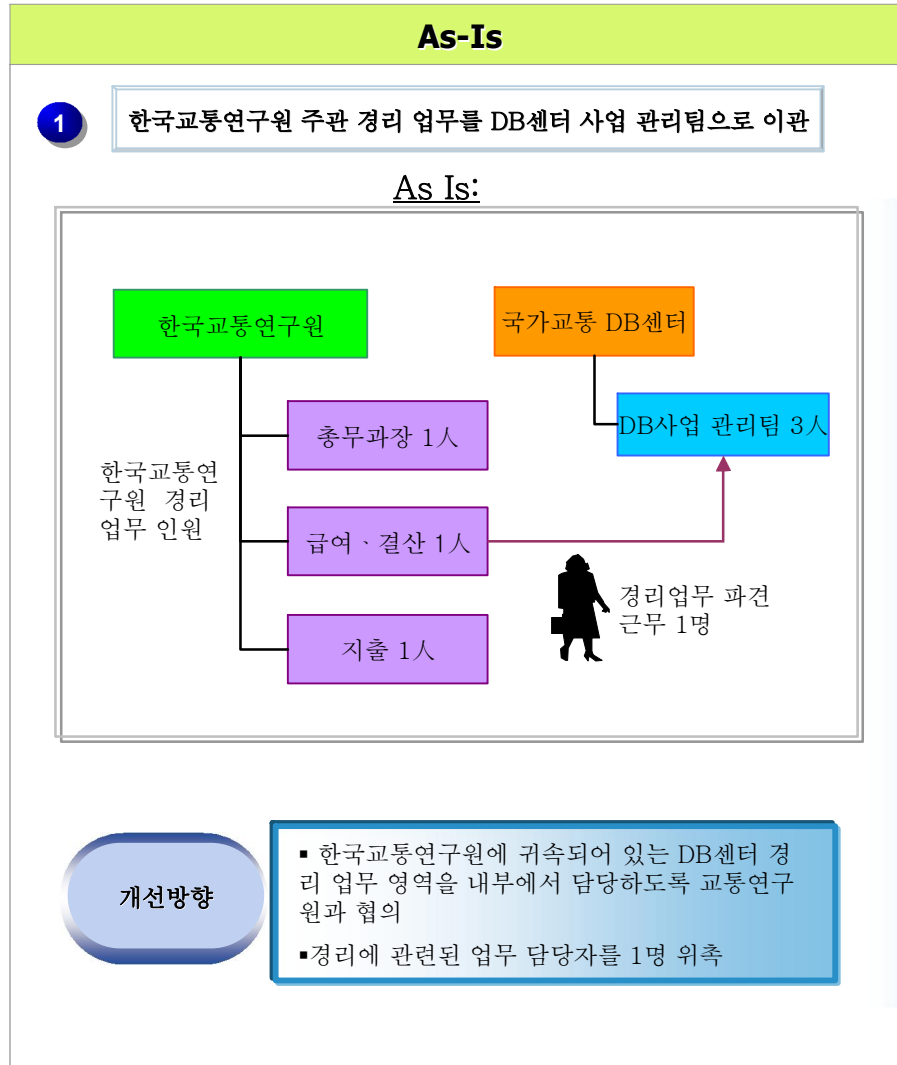 As-Is
1
한국교통연구원 주관 경리 업무를 DB센터 사업 관리팀으로 이관
As Is:
한국교통연구원
국가교통 DB센터
총무과장 1人
DB사업 관리팀 3人
한국교통연
구원 경리
업무 인원
급여ㆍ결산 1人
경리업무 파견
근무 1명
지출 1人
개선방향
▪ 한국교통연구원에 귀속되어 있는 DB센터 경
리 업무 영역을 내부에서 담당하도록 교통연구
원과 협의
▪경리에 관련된 업무 담당자를 1명 위촉